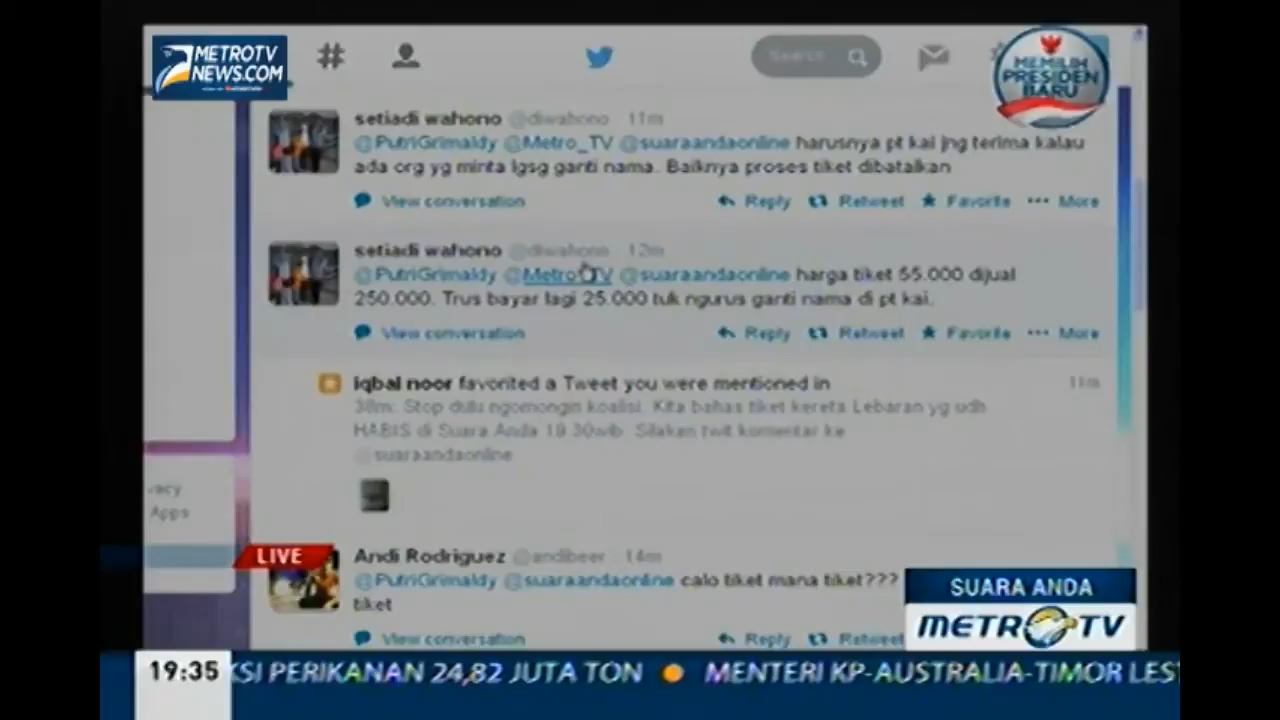 METROTV
NEWS.COM
#
Search
MEMILIH
PRESIDEN
BARU
setiadi wahono @diwahono 11m
@PutriGrimaldy @Metro_TV @suaraandaonline harusnya pt kai jng terima kalau
ada org yg minta lgsg ganti nama. Baiknya proses tiket dibatalkan
View conversation Reply Retweet Favorite ••• More
setiadi wahono @diwahono 12m
@PutriGrimaldy @Metro_TV @suaraandaonline harga tiket 55.000 dijual
250.000. Trus bayar lagi 25.000 tuk ngurus ganti nama di pt kai.
View conversation Reply Retweet Favorite ••• More
iqbal noor favorited a Tweet you were mentioned in 11m
38m: Stop dulu ngomongin koalisi. Kita bahas tiket kereta Lebaran yg udh
HABIS di Suara Anda 19.30wib. Silakan twit komentar ke
@suaraandaonline
vacy
Apps
LIVE
Andi Rodriguez @andibeer 14m
@PutriGrimaldy @suaraandaonline calo tiket mana tiket???
tiket
View conversation Reply Retweet
SUARA ANDA
METRO TV
19:35 KSI PERIKANAN 24,82 JUTA TON ● MENTERI KP-AUSTRALIA-TIMOR LES